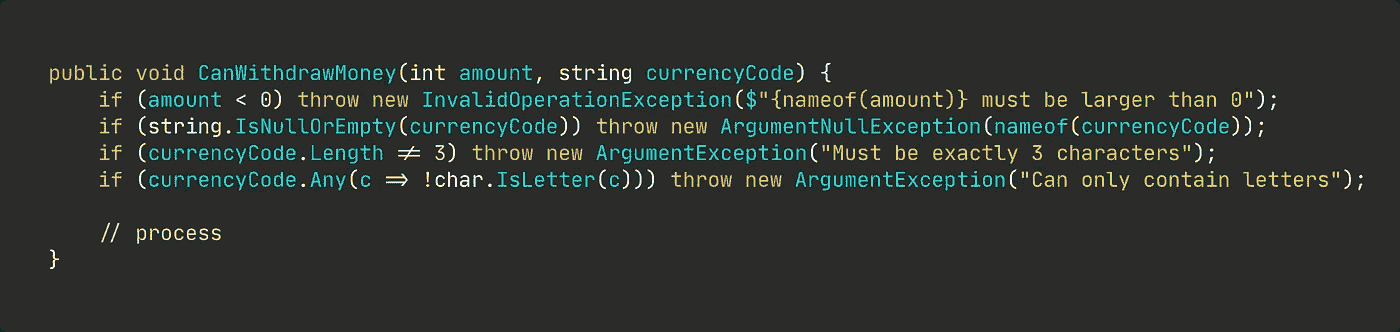 public void CanWithdrawMoney(int amount, string currencyCode) {
    if (amount < 0) throw new InvalidOperationException($"{nameof(amount)} must be larger than 0");
    if (string.IsNullOrEmpty(currencyCode)) throw new ArgumentNullException(nameof(currencyCode));
    if (currencyCode.Length != 3) throw new ArgumentException("Must be exactly 3 characters");
    if (currencyCode.Any(c => !char.IsLetter(c))) throw new ArgumentException("Can only contain letters");
    // process
}